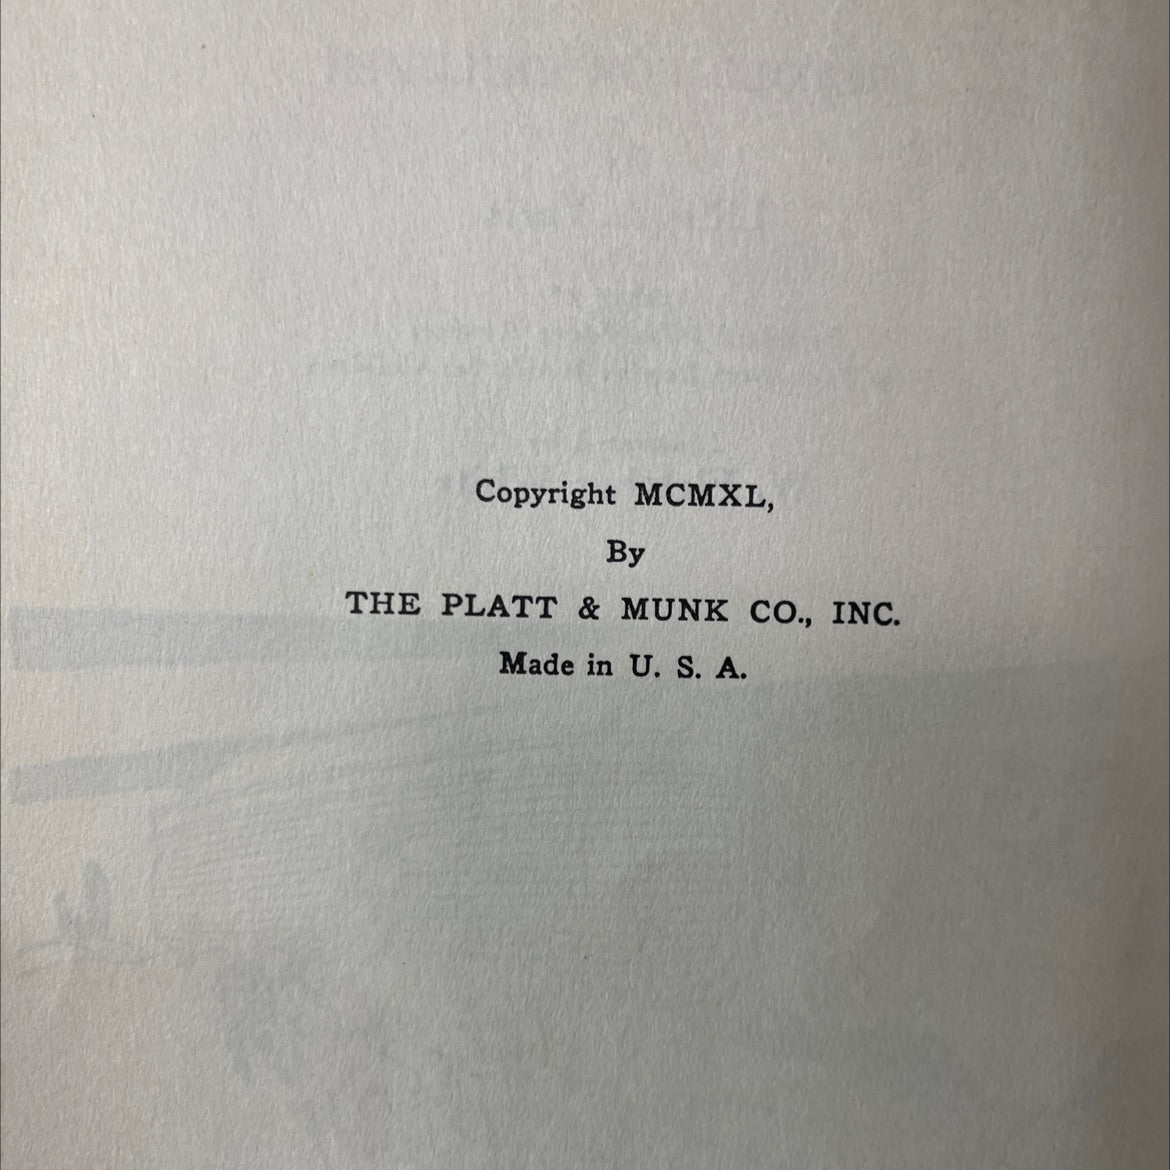 Copyright MCMXL,
By
THE PLATT & MUNK CO., INC.
Made in U. S. A.